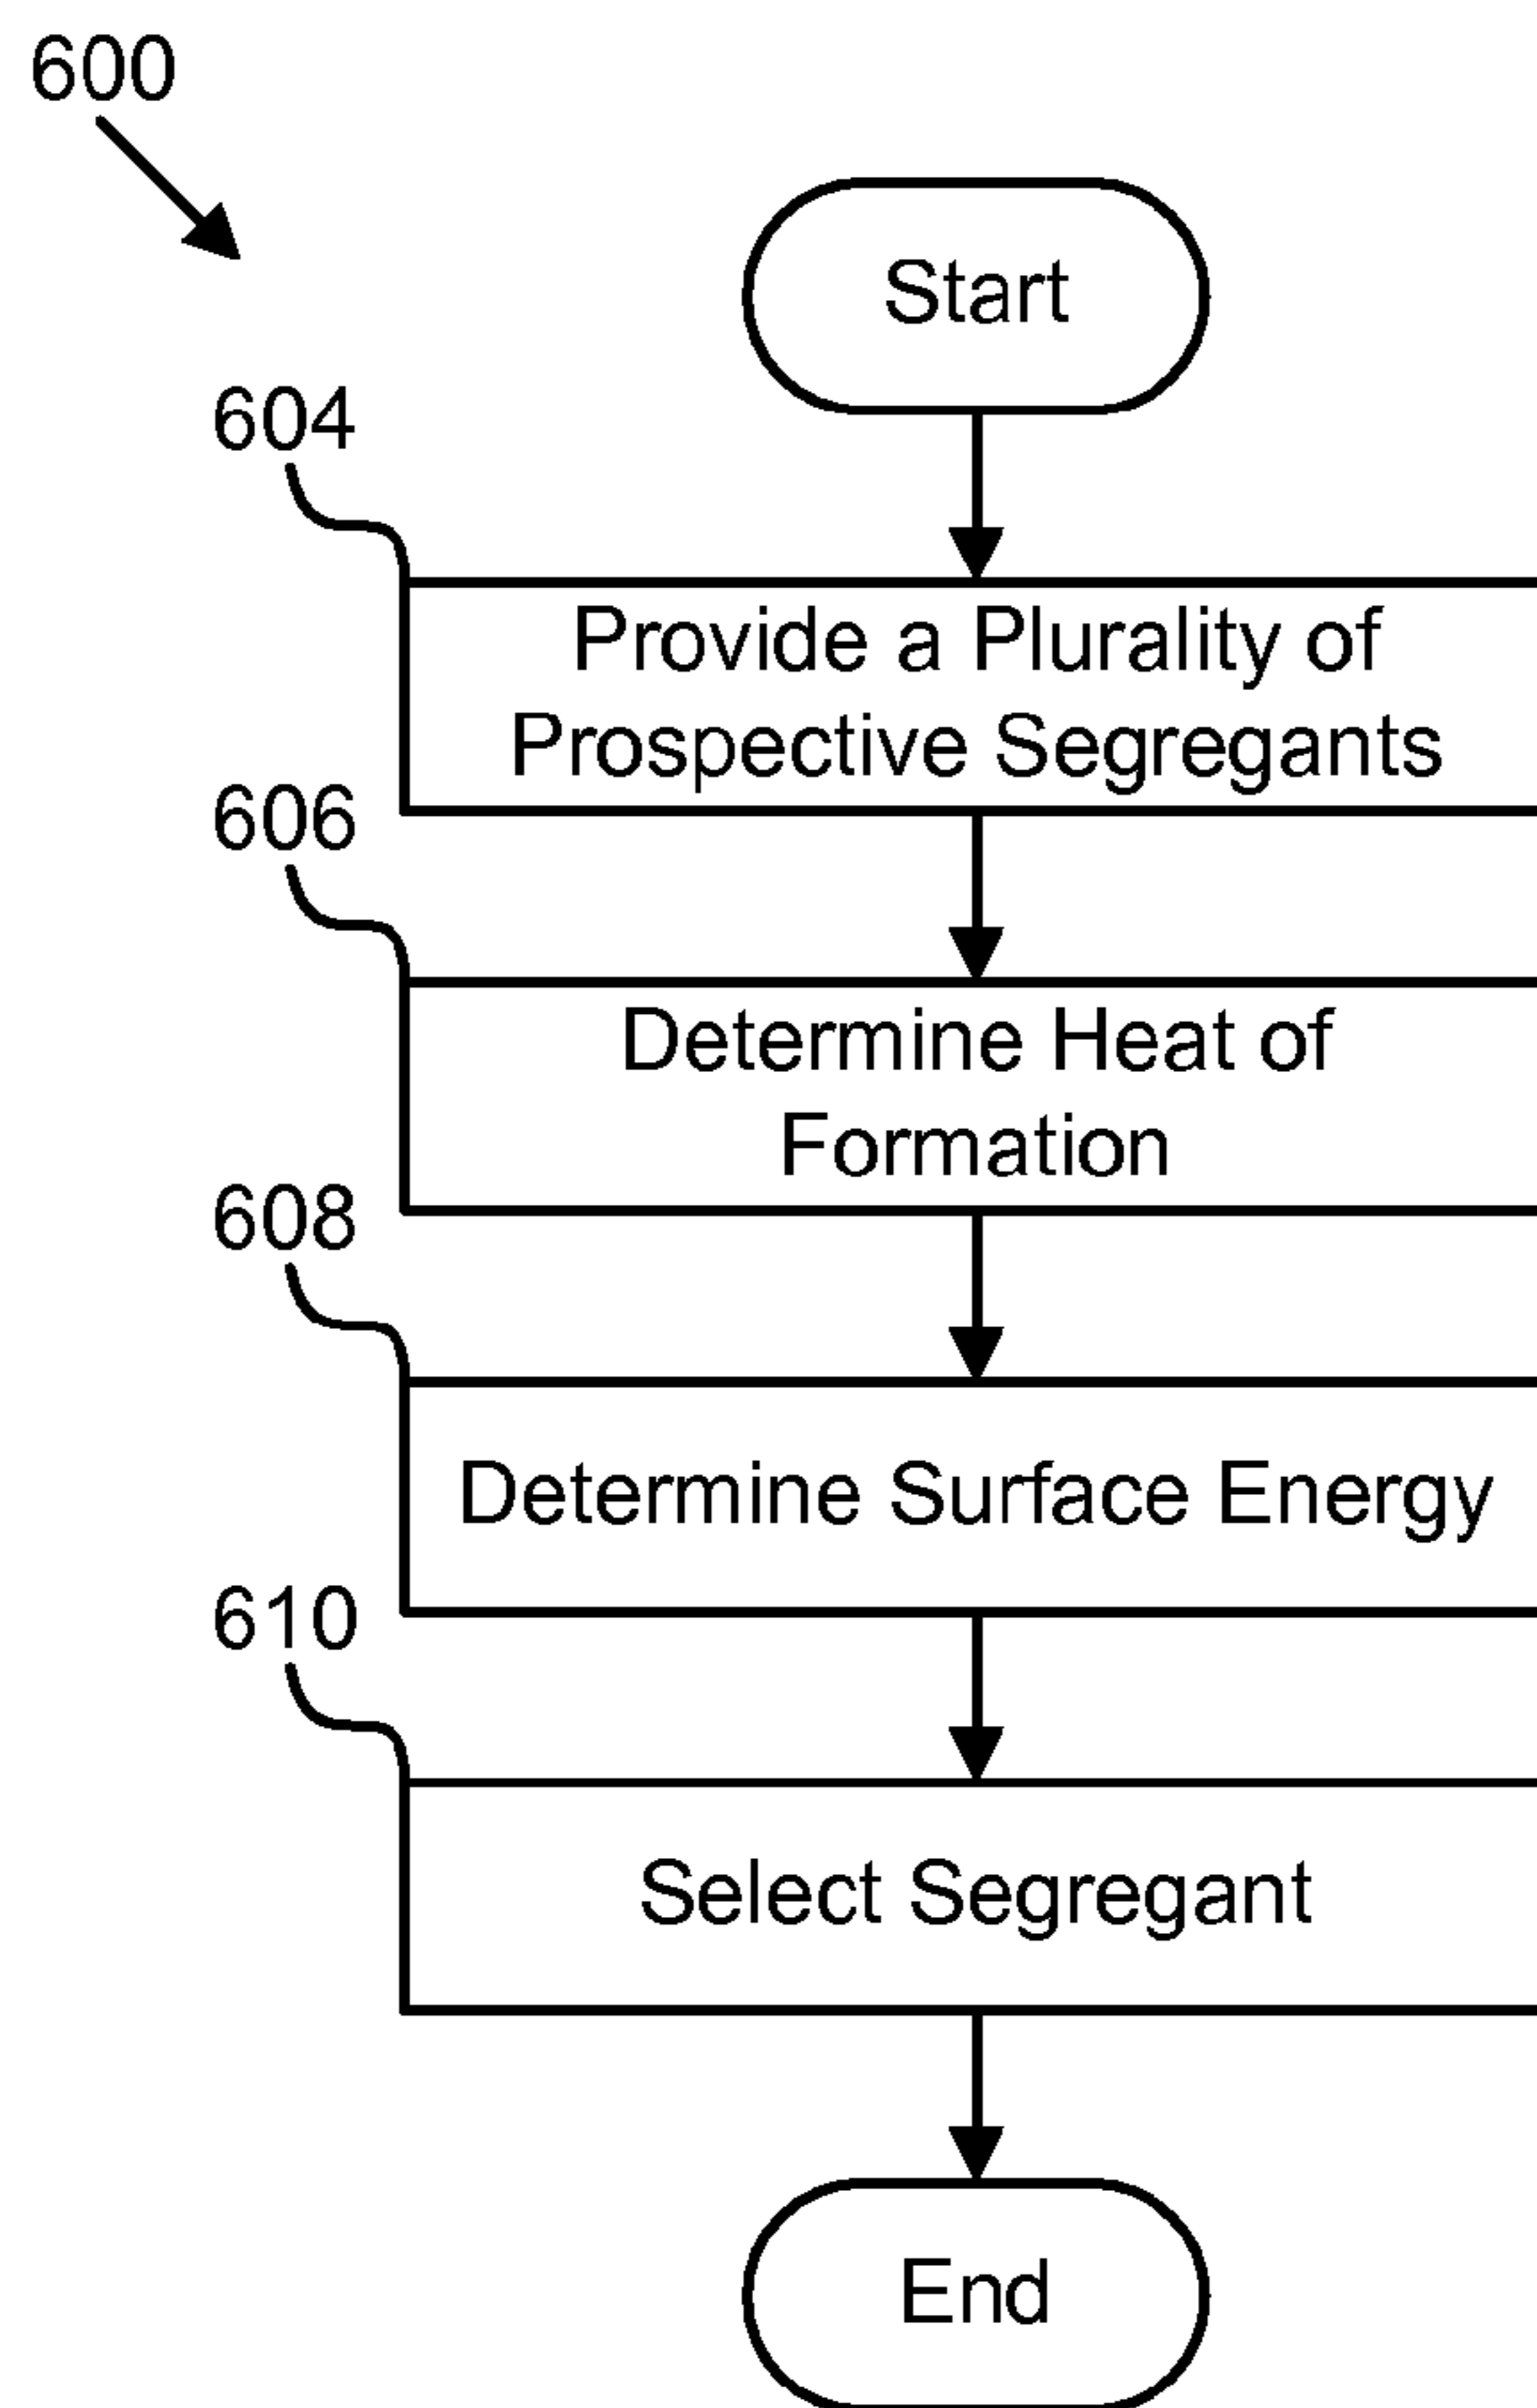 600
Start
604
Provide a Plurality of
Prospective Segregants
606
Determine Heat of
Formation
608
Determine Surface Energy
610
Select Segregant
End